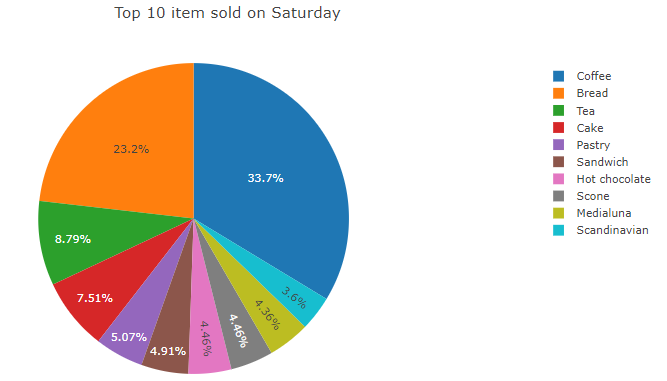 Top 10 item sold on Saturday
Coffee
Bread
Tea
Cake
Pastry
Sandwich
Hot chocolate
Scone
Medialuna
Scandinavian
33.7%
23.2%
8.79%
7.51%
5.07%
4.91%
4.46%
4.46%
4.36%
3.6%